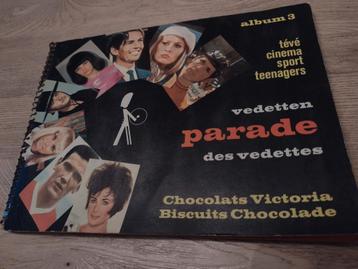 album 3
tévé
cinema
sport
teenagers
vedetten
parade
des vedettes
Chocolats Victoria
Biscuits Chocolade